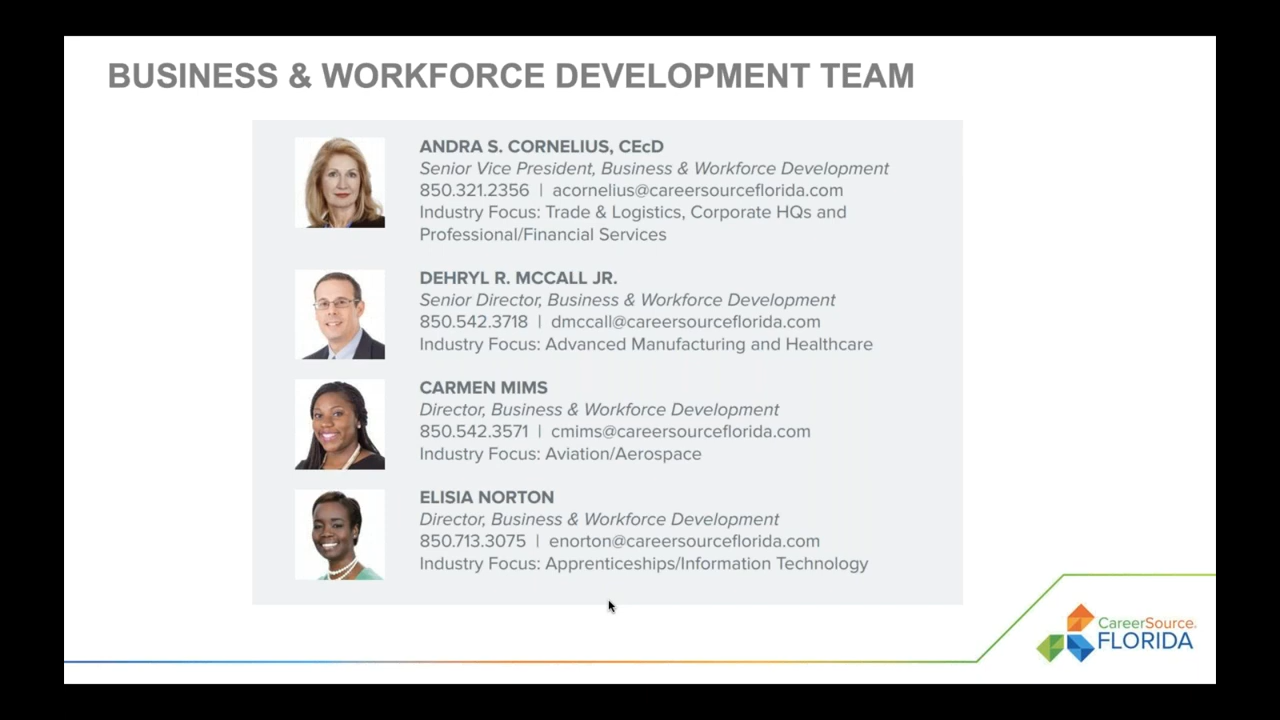 BUSINESS & WORKFORCE DEVELOPMENT TEAM
ANDRA S. CORNELIUS, CEcD
Senior Vice President, Business & Workforce Development
850.321.2356 | acornelius@careersourceflorida.com
Industry Focus: Trade & Logistics, Corporate HQs and
Professional/Financial Services
DEHRYL R. MCCALL JR.
Senior Director, Business & Workforce Development
850.542.3718 | dmccall@careersourceflorida.com
Industry Focus: Advanced Manufacturing and Healthcare
CARMEN MIMS
Director, Business & Workforce Development
850.542.3571 | cmims@careersourceflorida.com
Industry Focus: Aviation/Aerospace
ELISIA NORTON
Director, Business & Workforce Development
850.713.3075 | enorton@careersourceflorida.com
Industry Focus: Apprenticeships/Information Technology
CareerSource
FLORIDA